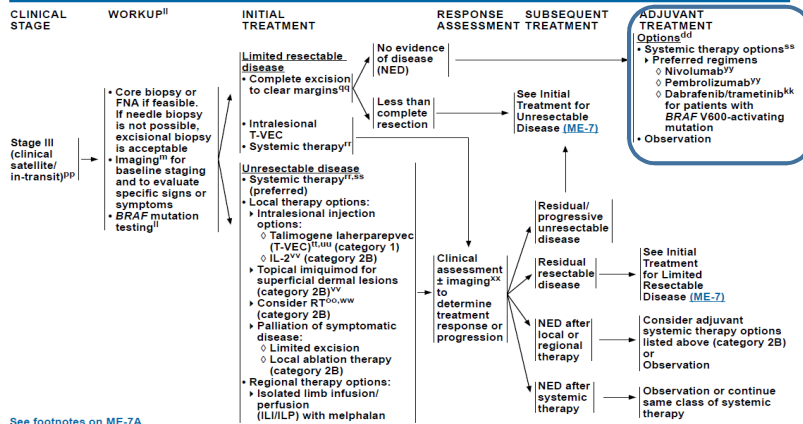 CLINICAL STAGE
WORKUPll
INITIAL TREATMENT
RESPONSE ASSESSMENT
SUBSEQUENT TREATMENT
ADJUVANT TREATMENT
Stage III
(clinical
satellite/
in-transit)pp
• Core biopsy or
FNA if feasible.
If needle biopsy
is not possible,
excisional biopsy
is acceptable
• Imagingm for
baseline staging
and to evaluate
specific signs or
symptoms
• BRAF mutation
testingll
Limited resectable
disease
• Complete excision
to clear marginsqq
• Intralesional
T-VEC
• Systemic therapyrr
No evidence
of disease
(NED)
Less than
complete
resection
See Initial
Treatment for
Unresectable
Disease (ME-7)
Optionsdd
• Systemic therapy optionsss
▸ Preferred regimens
◊ Nivolumabyy
◊ Pembrolizumabyy
◊ Dabrafenib/trametinibkk
for patients with
BRAF V600-activating
mutation
• Observation
Unresectable disease
• Systemic therapyrr,ss
(preferred)
• Local therapy options:
▸ Intralesional injection
options:
◊ Talimogene laherparepvec
(T-VEC)tt,uu (category 1)
◊ IL-2vv (category 2B)
▸ Topical imiquimod for
superficial dermal lesions
(category 2B)vv
▸ Consider RToo,ww
(category 2B)
▸ Palliation of symptomatic
disease:
◊ Limited excision
◊ Local ablation therapy
(category 2B)
• Regional therapy options:
▸ Isolated limb infusion/
perfusion
(ILI/ILP) with melphalan
Clinical
assessment
± imagingxx
to
determine
treatment
response or
progression
Residual/
progressive
unresectable
disease
Residual
resectable
disease
See Initial
Treatment
for Limited
Resectable
Disease (ME-7)
NED after
local or
regional
therapy
Consider adjuvant
systemic therapy options
listed above (category 2B)
or
Observation
NED after
systemic
therapy
Observation or continue
same class of systemic
therapy
See footnotes on ME-7A